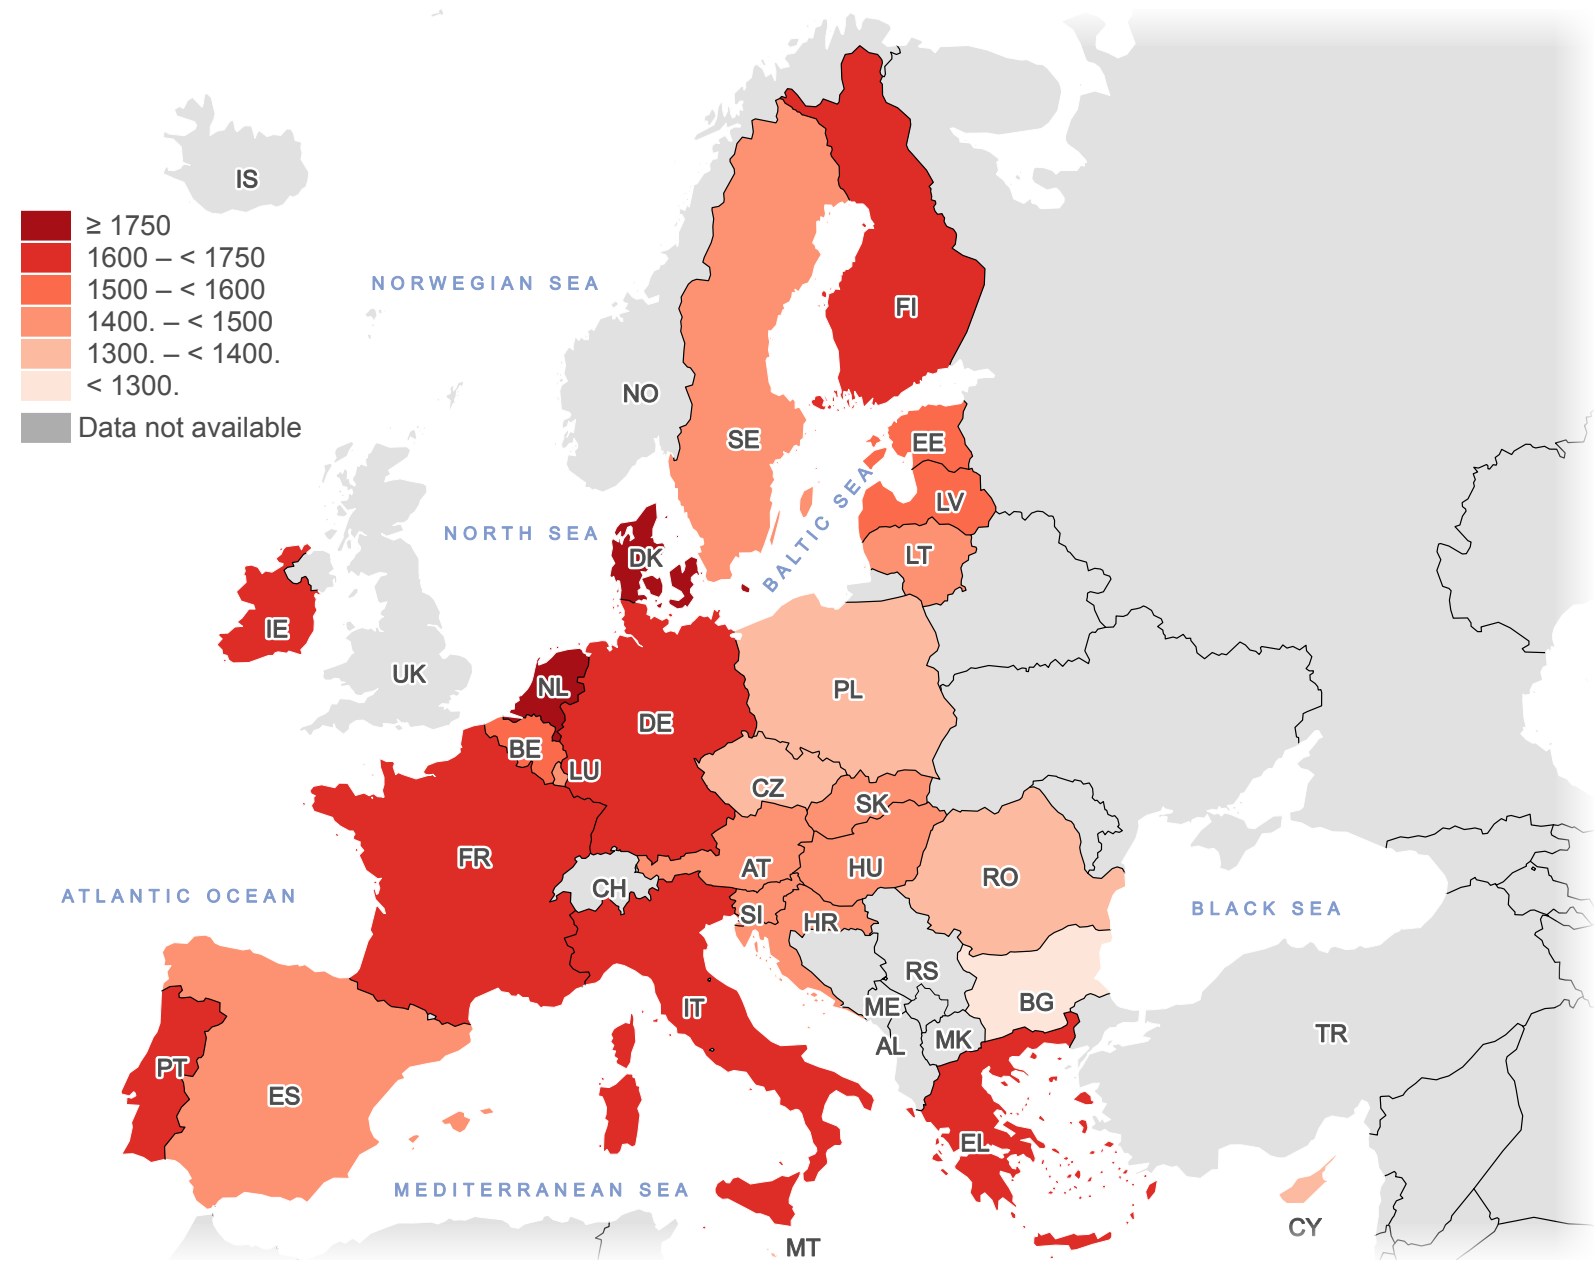 IS
≥ 1750
1600 – < 1750
1500 – < 1600
1400. – < 1500
1300. – < 1400.
< 1300.
Data not available
NORWEGIAN SEA
FI
NO
SE
EE
LV
BALTIC SEA
NORTH SEA
LT
DK
IE
UK
NL
PL
DE
BE
LU
CZ
SK
FR
AT
HU
RO
CH
ATLANTIC OCEAN
BLACK SEA
SI
HR
RS
BG
ME
IT
MK
AL
TR
PT
ES
EL
MEDITERRANEAN SEA
CY
MT